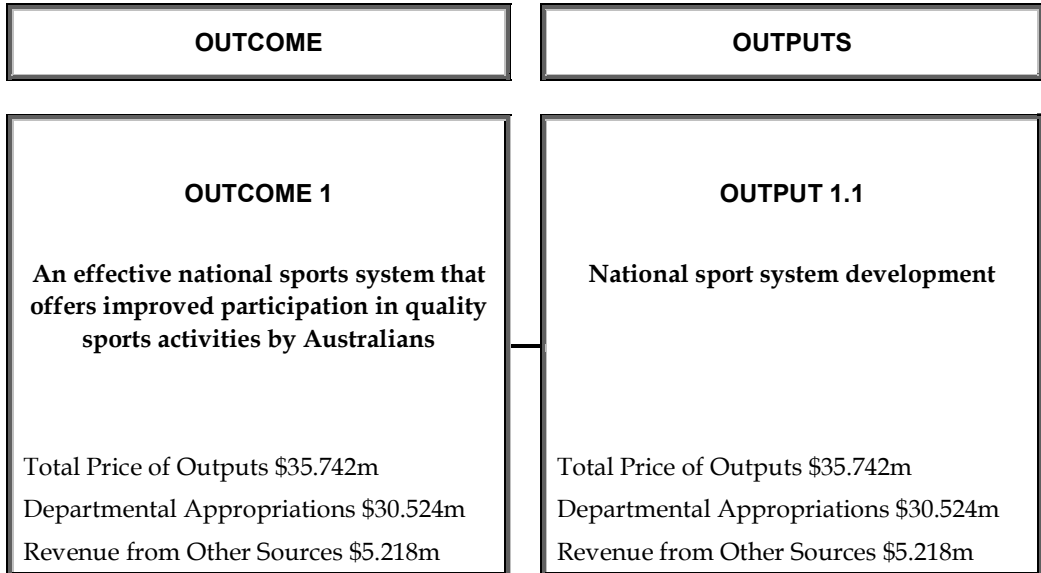 OUTCOME
OUTPUTS
OUTCOME 1
An effective national sports system that
offers improved participation in quality
sports activities by Australians
Total Price of Outputs $35.742m
Departmental Appropriations $30.524m
Revenue from Other Sources $5.218m
OUTPUT 1.1
National sport system development
Total Price of Outputs $35.742m
Departmental Appropriations $30.524m
Revenue from Other Sources $5.218m